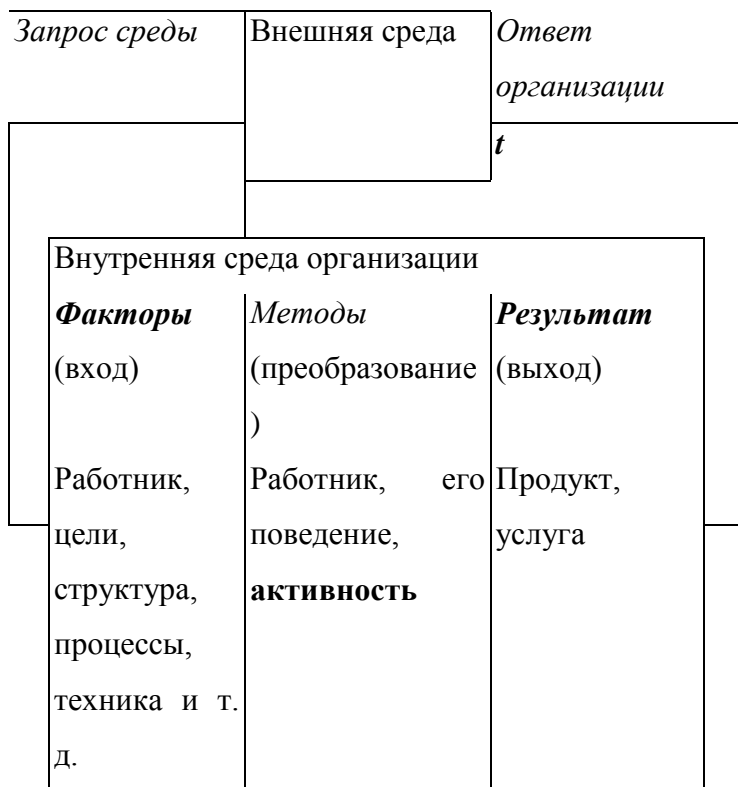 Запрос среды
Внешняя среда
Ответ
организации
t
Внутренняя среда организации
Факторы
(вход)
Работник,
цели,
структура,
процессы,
техника и т.
д.
Методы
(преобразование
)
Работник, его
поведение,
активность
Результат
(выход)
Продукт,
услуга